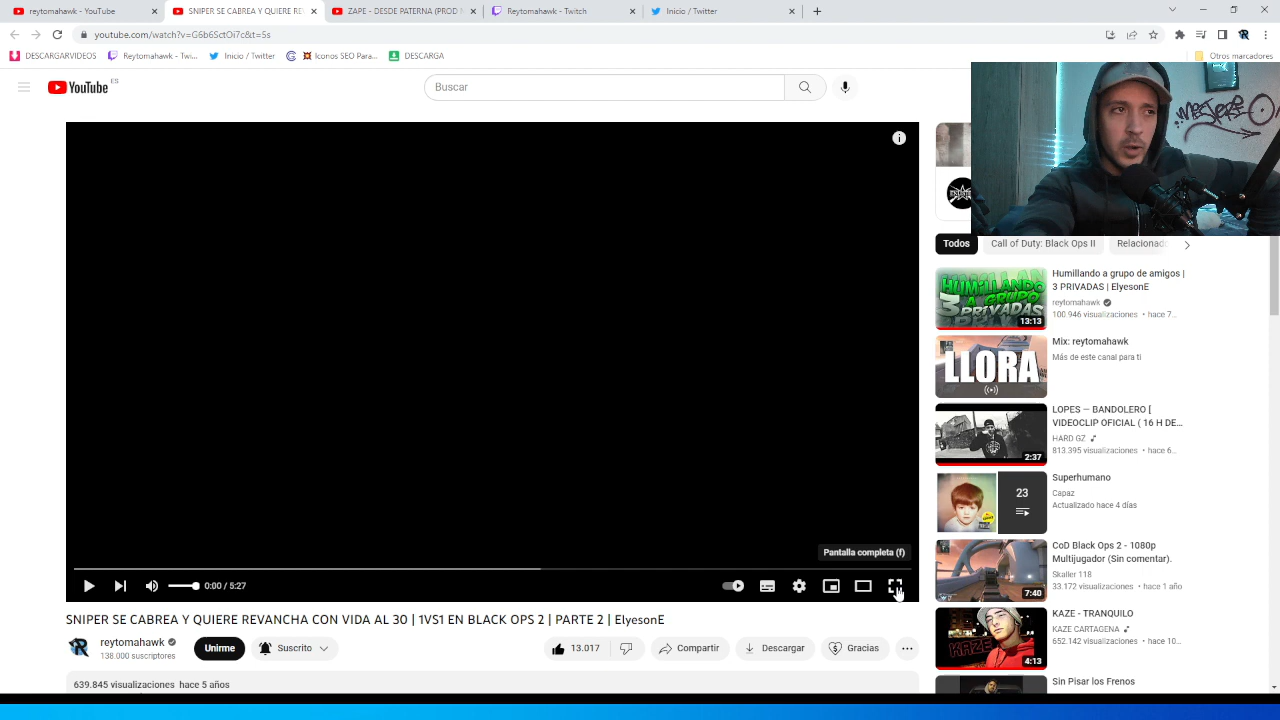 reytomahawk - YouTube
SNIPER SE CABREA Y QUIERE REV
ZAPE - DESDE PATERNA (PROD
reytomahawk - Twitch
Inicio / Twitter
youtube.com/watch?v=G6b6SctOi7c&t=5s
DESCARGARVIDEOS
Reytomahawk - Twi...
Inicio / Twitter
Iconos SEO Para...
DESCARGA
Otros marcadores
YouTube ES
Buscar
Todos
Call of Duty: Black Ops II
Relacionado
HUMILLANDO
A GRUPO
3 PRIVADAS
13:13
Humillando a grupo de amigos |
3 PRIVADAS | ElyesonE
reytomahawk
100.946 visualizaciones • hace 7...
LLORA
Mix: reytomahawk
Más de este canal para ti
2:37
LOPES — BANDOLERO [
VIDEOCLIP OFICIAL ( 16 H DE...
HARD GZ
813.395 visualizaciones • hace 6...
23
Superhumano
Capaz
Actualizado hace 4 días
7:40
CoD Black Ops 2 - 1080p
Multijugador (Sin comentar).
Skaller 118
33.172 visualizaciones • hace 1 año
KAZE
4:13
KAZE - TRANQUILO
KAZE CARTAGENA
652.142 visualizaciones • hace 10...
Sin Pisar los Frenos
Pantalla completa (f)
0:00 / 5:27
SNIPER SE CABREA Y QUIERE REVANCHA CON VIDA AL 30 | 1VS1 EN BLACK OPS 2 | PARTE 2 | ElyesonE
reytomahawk
138.000 suscriptores
Unirme
Suscrito
13.017
Compartir
Descargar
Gracias
639.845 visualizaciones hace 5 años